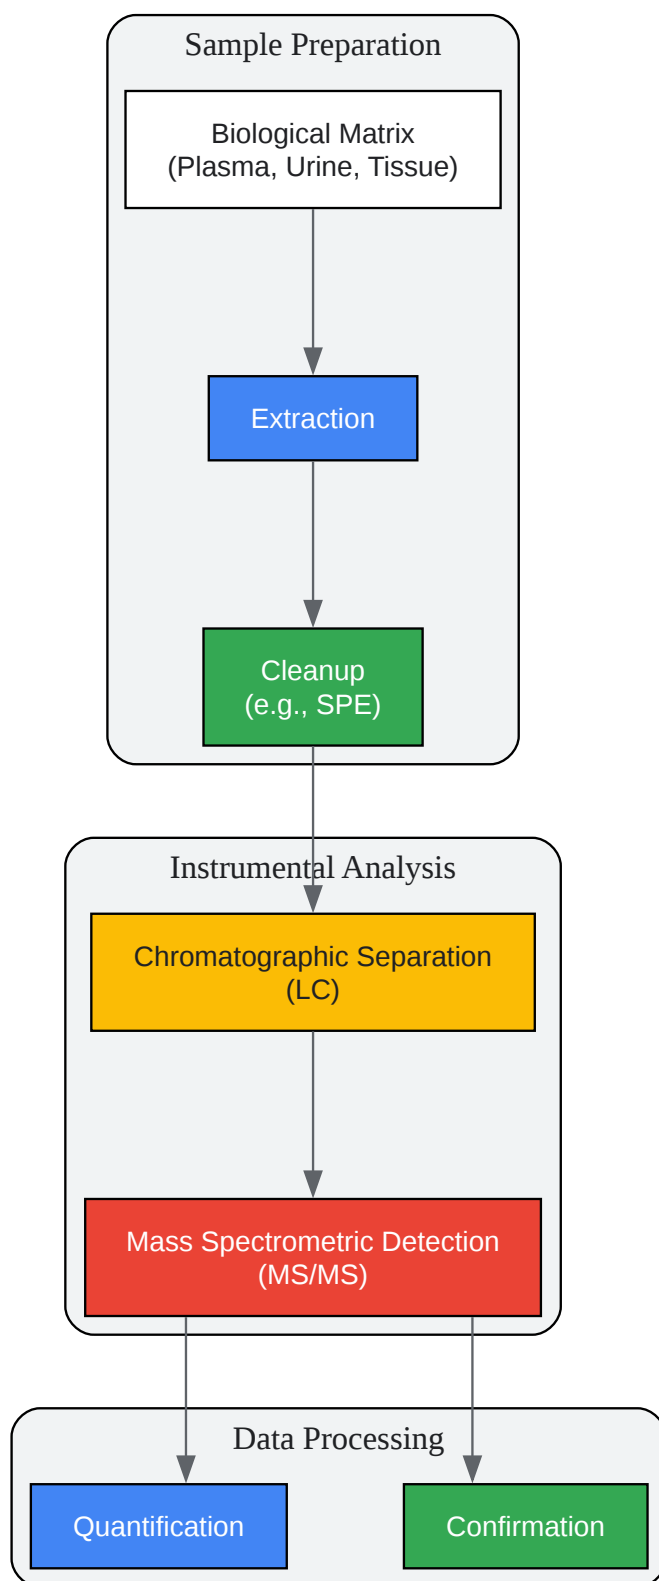 Sample Preparation
Biological Matrix
(Plasma, Urine, Tissue)
Extraction
Cleanup
(e.g., SPE)
Instrumental Analysis
Chromatographic Separation
(LC)
Mass Spectrometric Detection
(MS/MS)
Data Processing
Quantification
Confirmation